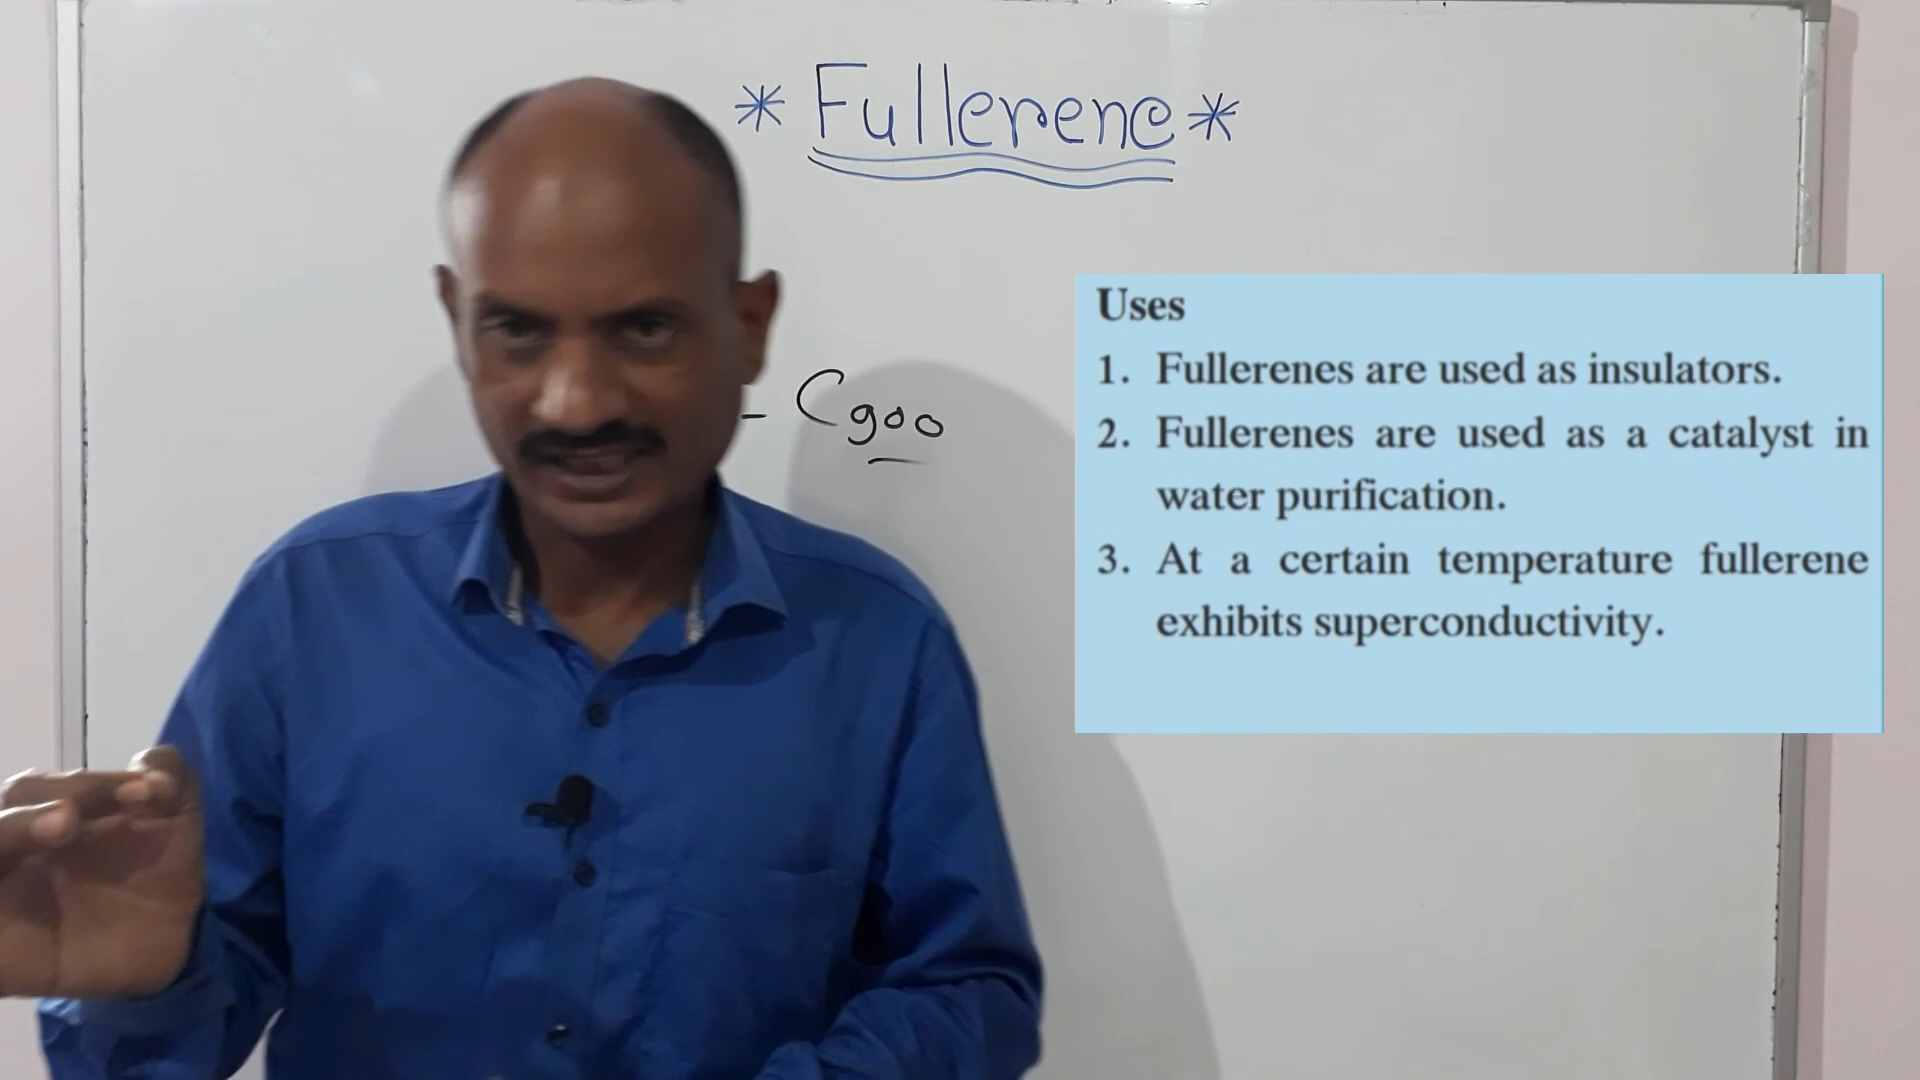 * Fullerene *
- C900
Uses
1. Fullerenes are used as insulators.
2. Fullerenes are used as a catalyst in
water purification.
3. At a certain temperature fullerene
exhibits superconductivity.